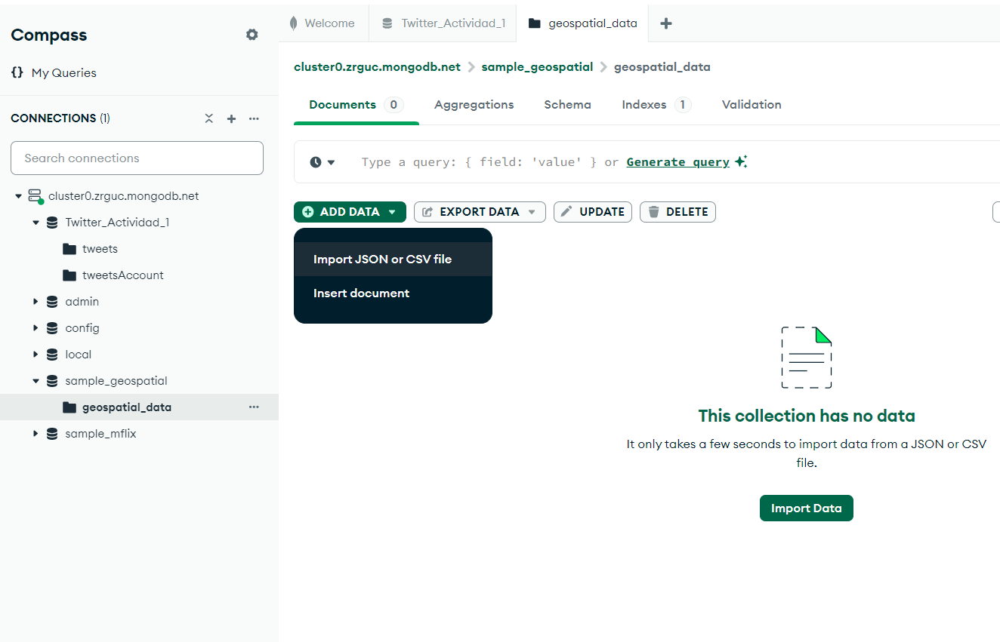 Compass
My Queries
CONNECTIONS (1)
Search connections
cluster0.zrguc.mongodb.net
Twitter_Actividad_1
tweets
tweetsAccount
admin
config
local
sample_geospatial
geospatial_data
sample_mflix
Welcome
Twitter_Actividad_1
geospatial_data
cluster0.zrguc.mongodb.net > sample_geospatial > geospatial_data
Documents 0 Aggregations Schema Indexes 1 Validation
Type a query: { field: 'value' } or Generate query
ADD DATA EXPORT DATA UPDATE DELETE
Import JSON or CSV file
Insert document
This collection has no data
It only takes a few seconds to import data from a JSON or CSV
file.
Import Data